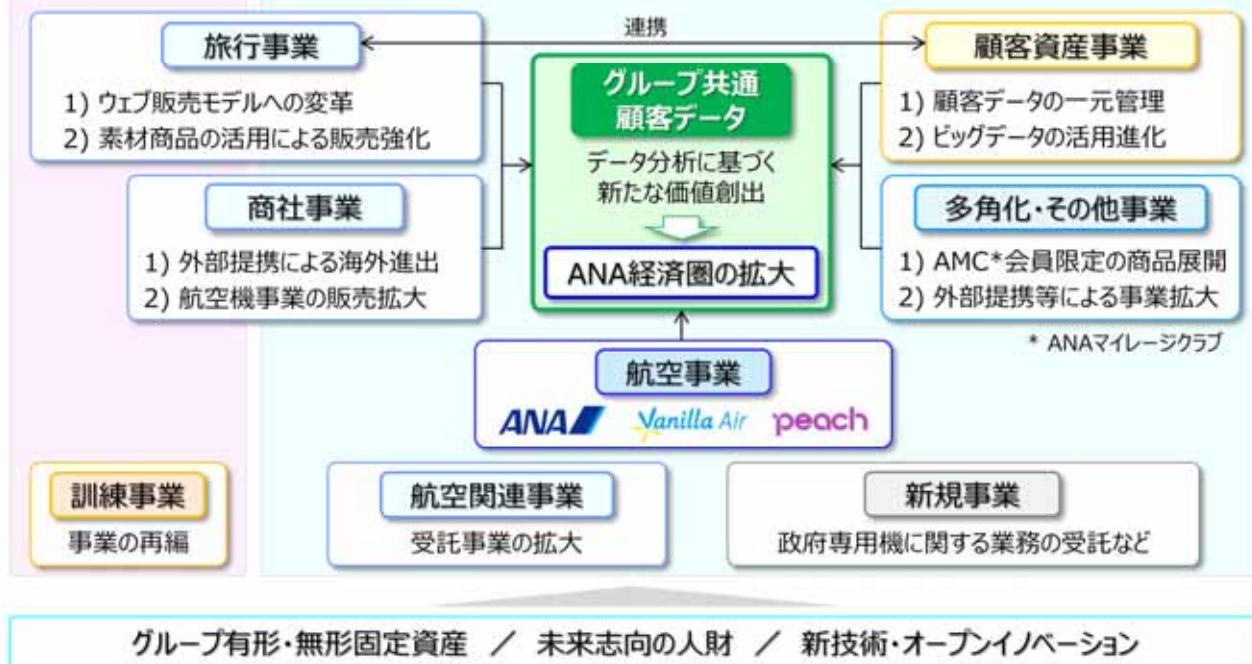 連携
旅行事業
1) ウェブ販売モデルへの変革
2) 素材商品の活用による販売強化
商社事業
1) 外部提携による海外進出
2) 航空機事業の販売拡大
グループ共通
顧客データ
データ分析に基づく
新たな価値創出
ANA経済圏の拡大
顧客資産事業
1) 顧客データの一元管理
2) ビッグデータの活用進化
多角化・その他事業
1) AMC*会員限定の商品展開
2) 外部提携等による事業拡大
* ANAマイレージクラブ
航空事業
ANA Vanilla Air peach
訓練事業
事業の再編
航空関連事業
受託事業の拡大
新規事業
政府専用機に関する業務の受託など
グループ有形・無形固定資産 / 未来志向の人財 / 新技術・オープンイノベーション